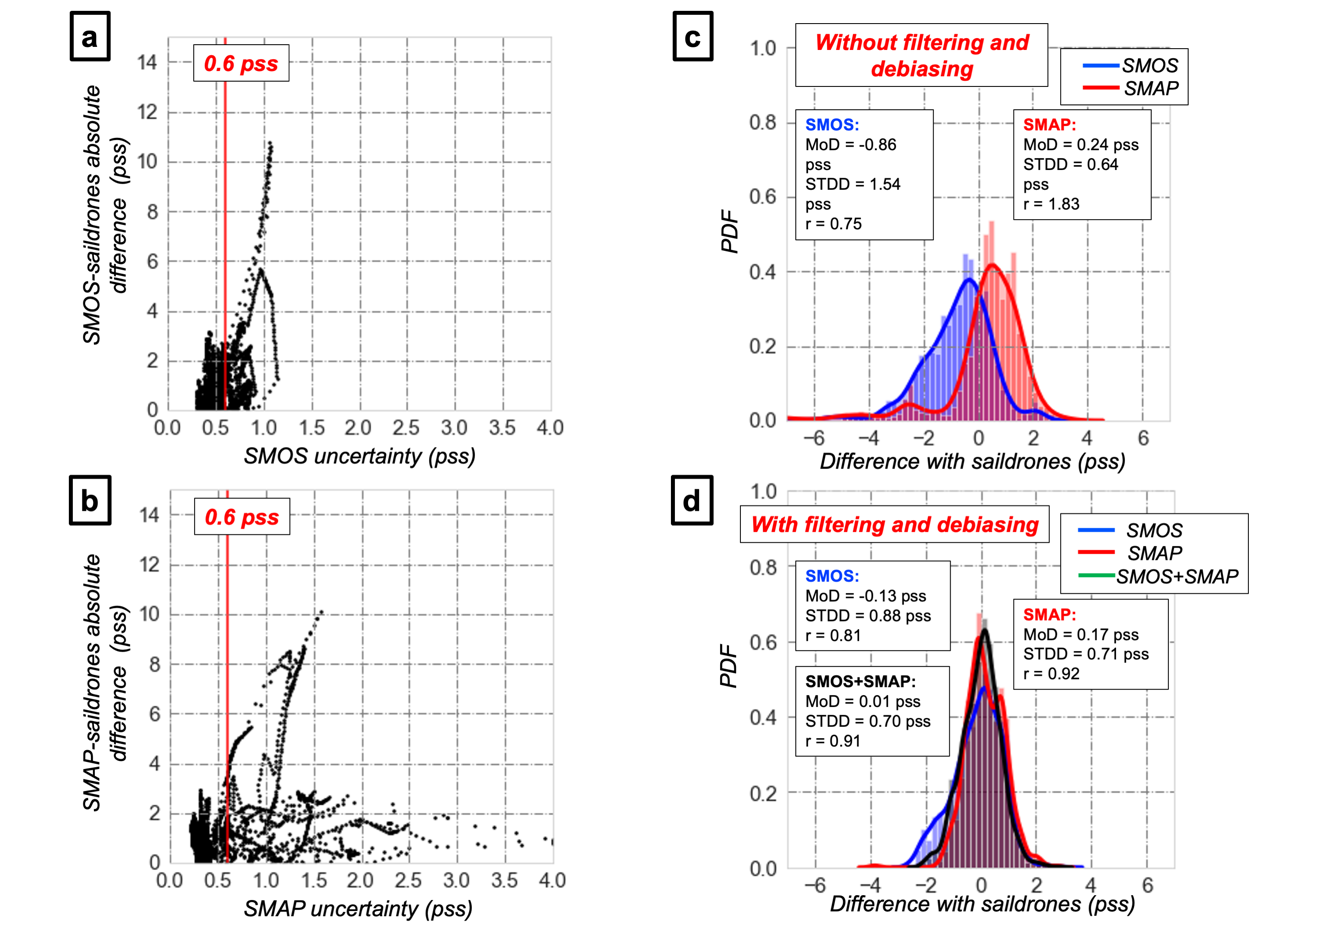 a
0.6 pss
SMOS-saildrones absolute
difference (pss)
14
12
10
8
6
4
2
0
0.0 0.5 1.0 1.5 2.0 2.5 3.0 3.5 4.0
SMOS uncertainty (pss)
b
0.6 pss
SMAP-saildrones absolute
difference (pss)
14
12
10
8
6
4
2
0
0.0 0.5 1.0 1.5 2.0 2.5 3.0 3.5 4.0
SMAP uncertainty (pss)
c
Without filtering and
debiasing
SMOS
SMAP
SMOS:
MoD = -0.86
pss
STDD = 1.54
pss
r = 0.75
SMAP:
MoD = 0.24 pss
STDD = 0.64
pss
r = 1.83
PDF
1.0
0.8
0.6
0.4
0.2
0.0
−6 −4 −2 0 2 4 6
Difference with saildrones (pss)
d
With filtering and debiasing
SMOS
SMAP
SMOS+SMAP
SMOS:
MoD = -0.13 pss
STDD = 0.88 pss
r = 0.81
SMAP:
MoD = 0.17 pss
STDD = 0.71 pss
r = 0.92
SMOS+SMAP:
MoD = 0.01 pss
STDD = 0.70 pss
r = 0.91
PDF
1.0
0.8
0.6
0.4
0.2
0.0
−6 −4 −2 0 2 4 6
Difference with saildrones (pss)